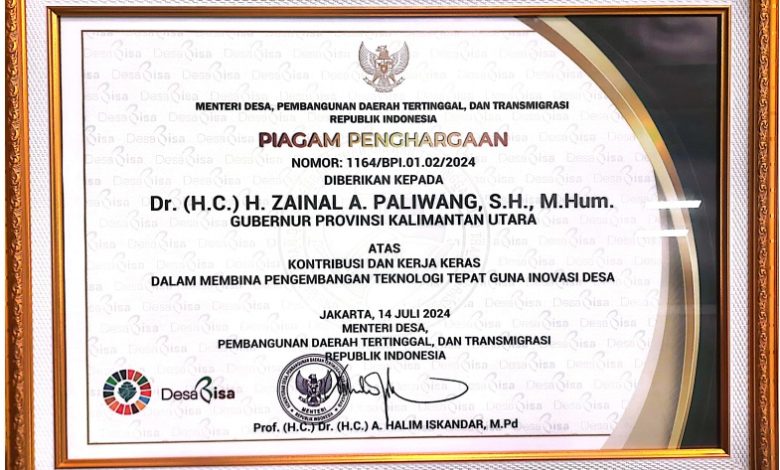 MENTERI DESA, PEMBANGUNAN DAERAH TERTINGGAL, DAN TRANSMIGRASI
REPUBLIK INDONESIA
PIAGAM PENGHARGAAN
NOMOR: 1164/BPI.01.02/2024
DIBERIKAN KEPADA
Dr. (H.C.) H. ZAINAL A. PALIWANG, S.H., M.Hum.
GUBERNUR PROVINSI KALIMANTAN UTARA
ATAS
KONTRIBUSI DAN KERJA KERAS
DALAM MEMBINA PENGEMBANGAN TEKNOLOGI TEPAT GUNA INOVASI DESA
JAKARTA, 14 JULI 2024
MENTERI DESA,
PEMBANGUNAN DAERAH TERTINGGAL, DAN TRANSMIGRASI
REPUBLIK INDONESIA
DesaBisa
MENTERI
REPUBLIK INDONESIA
Prof. (H.C.) Dr. (H.C.) A. HALIM ISKANDAR, M.Pd